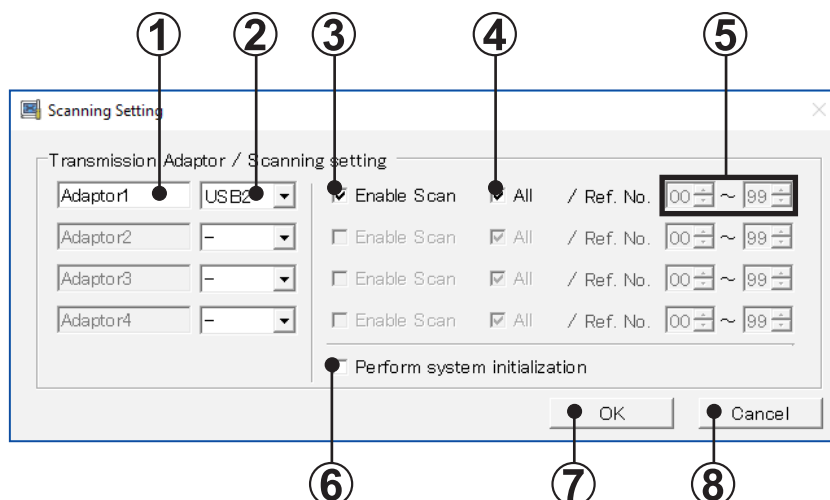 1 2 3 4 5
Scanning Setting
Transmission Adaptor / Scanning setting
Adaptor1 USB2 Enable Scan All / Ref. No. 00 ~ 99
Adaptor2 - Enable Scan All / Ref. No. 00 ~ 99
Adaptor3 - Enable Scan All / Ref. No. 00 ~ 99
Adaptor4 - Enable Scan All / Ref. No. 00 ~ 99
Perform system initialization
OK Cancel
6 7 8